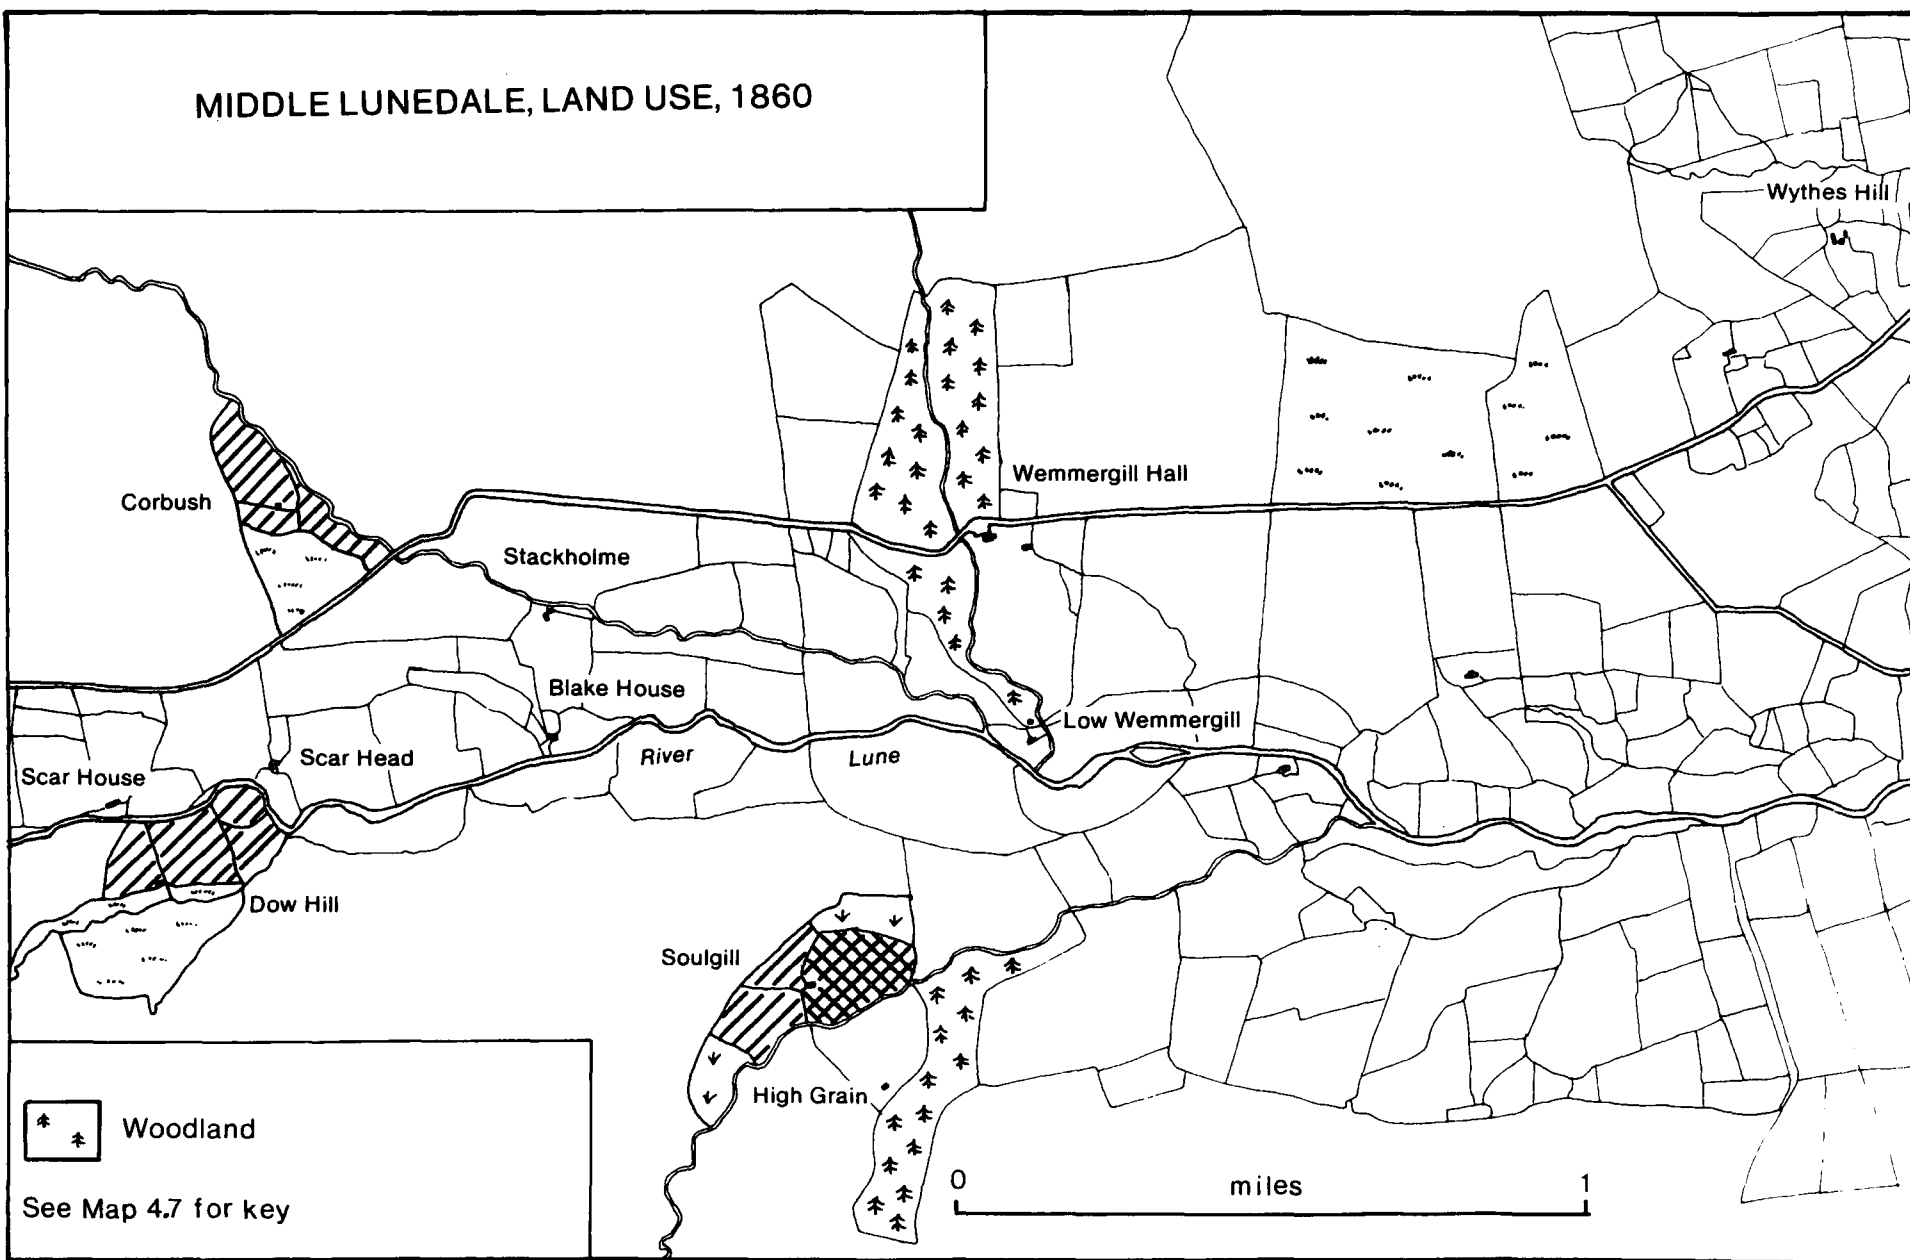 MIDDLE LUNEDALE, LAND USE, 1860
Wythes Hill
Wemmergill Hall
Corbush
Stackholme
Blake House
Low Wemmergill
Scar Head
River Lune
Scar House
Dow Hill
Soulgill
High Grain
Woodland
See Map 4.7 for key
0 miles 1